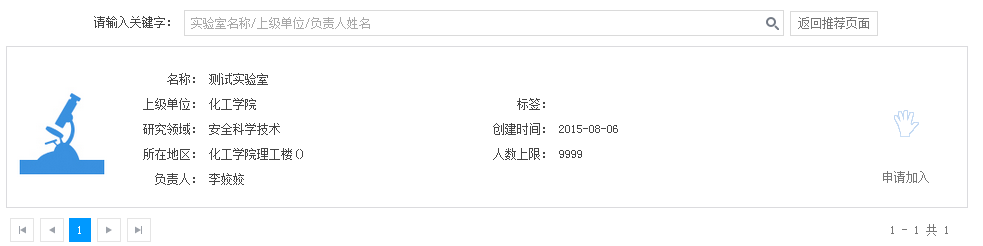 请输入关键字： 实验室名称/上级单位/负责人姓名 返回推荐页面
名称： 测试实验室
上级单位： 化工学院 标签：
研究领域： 安全科学技术 创建时间： 2015-08-06
所在地区： 化工学院理工楼() 人数上限： 9999
负责人： 李姣姣
申请加入
1 1 - 1 共 1